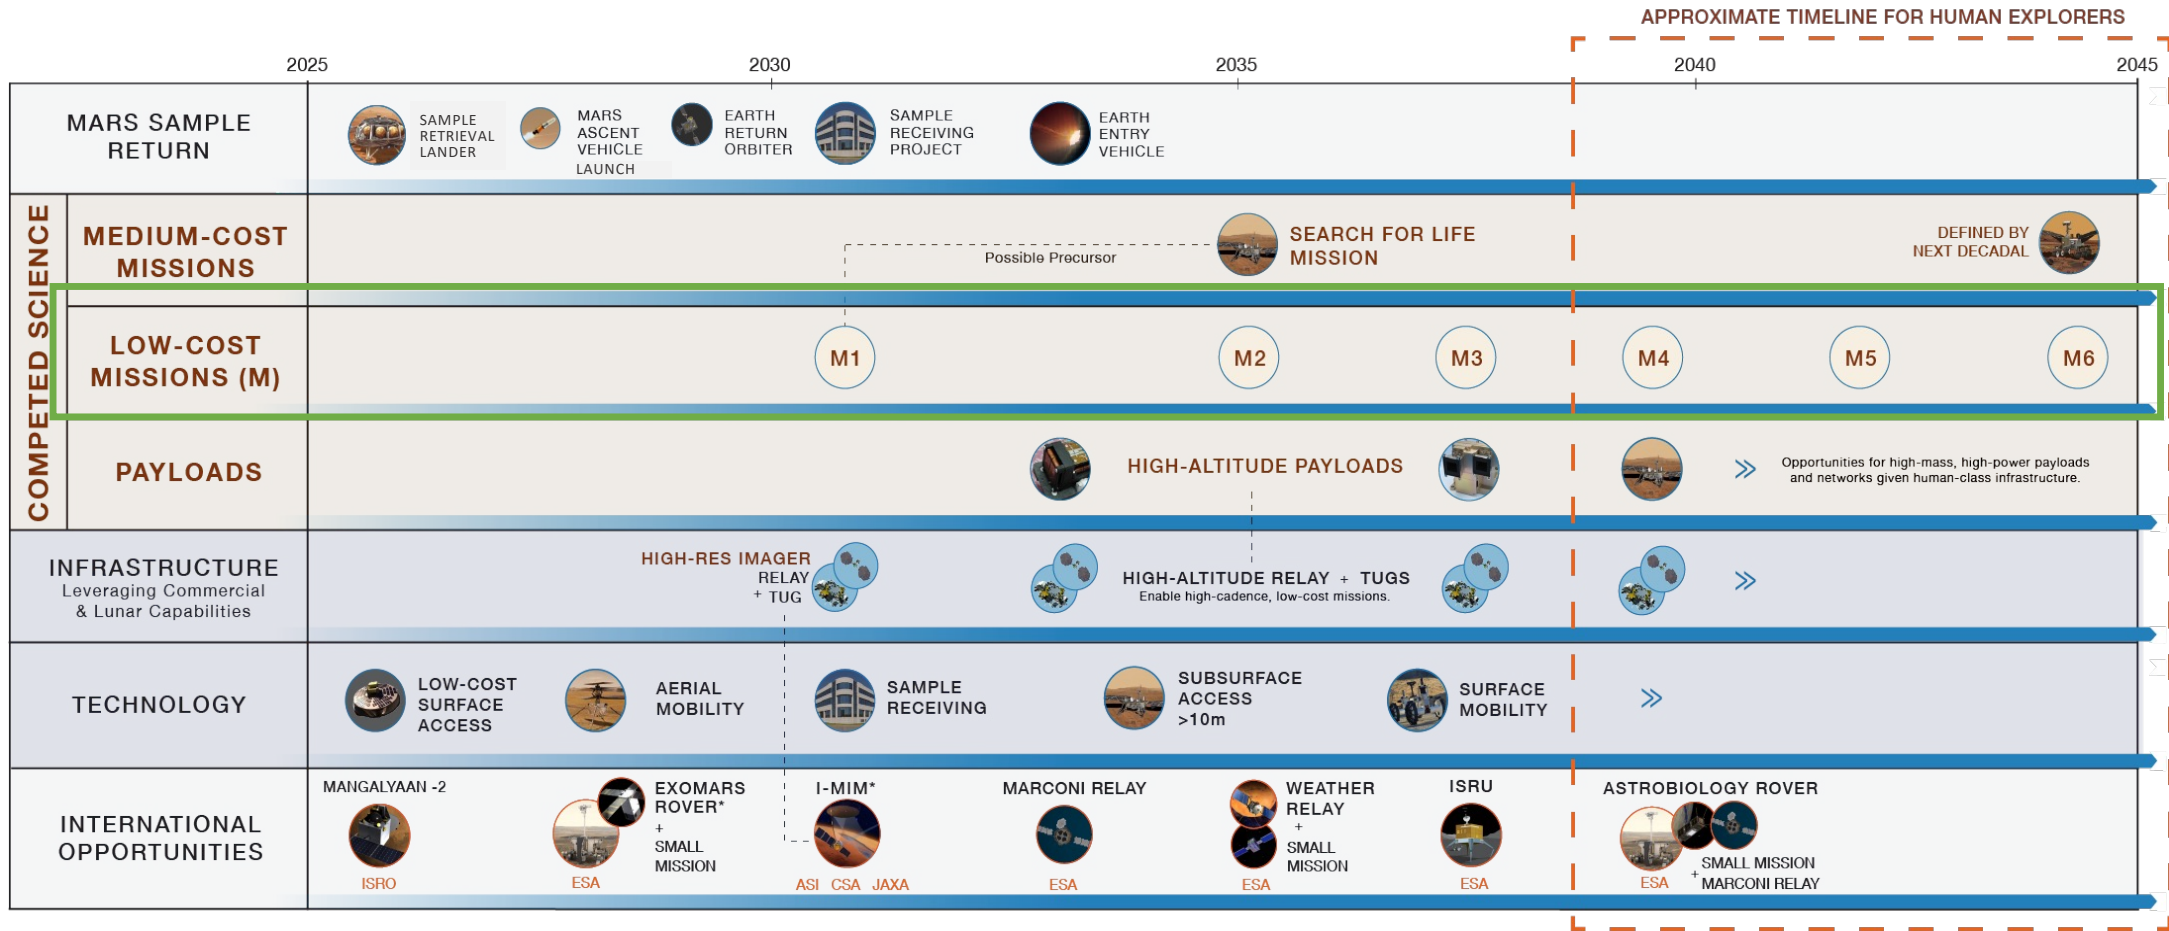 APPROXIMATE TIMELINE FOR HUMAN EXPLORERS
2025
2030
2035
2040
2045
MARS SAMPLE
RETURN
SAMPLE
RETRIEVAL
LANDER
MARS
ASCENT
VEHICLE
LAUNCH
EARTH
RETURN
ORBITER
SAMPLE
RECEIVING
PROJECT
EARTH
ENTRY
VEHICLE
COMPETED SCIENCE
MEDIUM-COST
MISSIONS
Possible Precursor
SEARCH FOR LIFE
MISSION
DEFINED BY
NEXT DECADAL
LOW-COST
MISSIONS (M)
M1
M2
M3
M4
M5
M6
PAYLOADS
HIGH-ALTITUDE PAYLOADS
Opportunities for high-mass, high-power payloads
and networks given human-class infrastructure.
INFRASTRUCTURE
Leveraging Commercial
& Lunar Capabilities
HIGH-RES IMAGER
RELAY
+ TUG
HIGH-ALTITUDE RELAY + TUGS
Enable high-cadence, low-cost missions.
TECHNOLOGY
LOW-COST
SURFACE
ACCESS
AERIAL
MOBILITY
SAMPLE
RECEIVING
SUBSURFACE
ACCESS
>10m
SURFACE
MOBILITY
INTERNATIONAL
OPPORTUNITIES
MANGALYAAN -2
ISRO
EXOMARS
ROVER*
+
SMALL
MISSION
ESA
I-MIM*
ASI CSA JAXA
MARCONI RELAY
ESA
WEATHER
RELAY
+
SMALL
MISSION
ESA
ISRU
ESA
ASTROBIOLOGY ROVER
SMALL MISSION
+ MARCONI RELAY
ESA